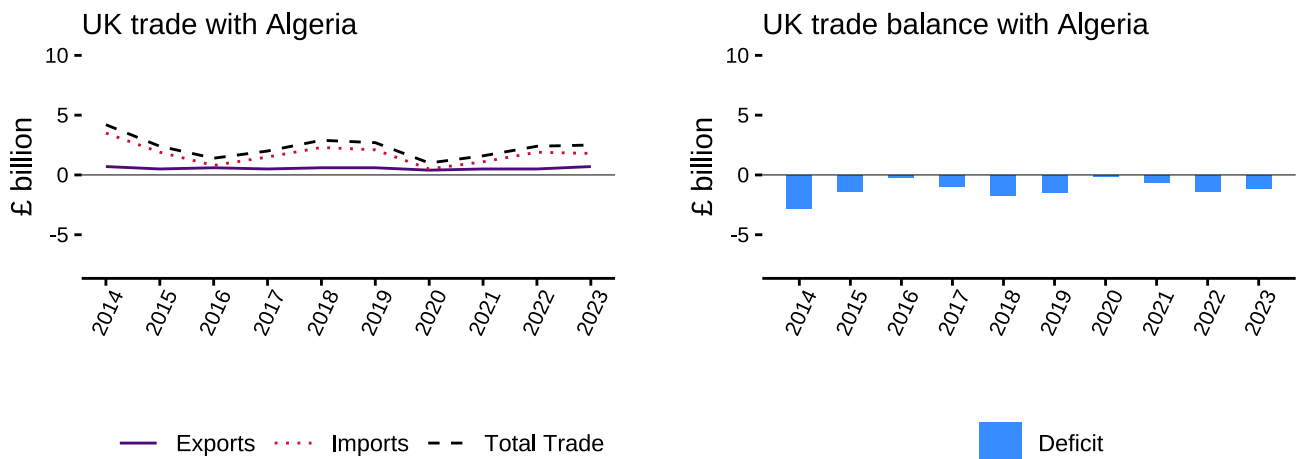 UK trade with Algeria
£ billion
10
5
0
-5
2014 2015 2016 2017 2018 2019 2020 2021 2022 2023
Exports Imports Total Trade
UK trade balance with Algeria
£ billion
10
5
0
-5
2014 2015 2016 2017 2018 2019 2020 2021 2022 2023
Deficit